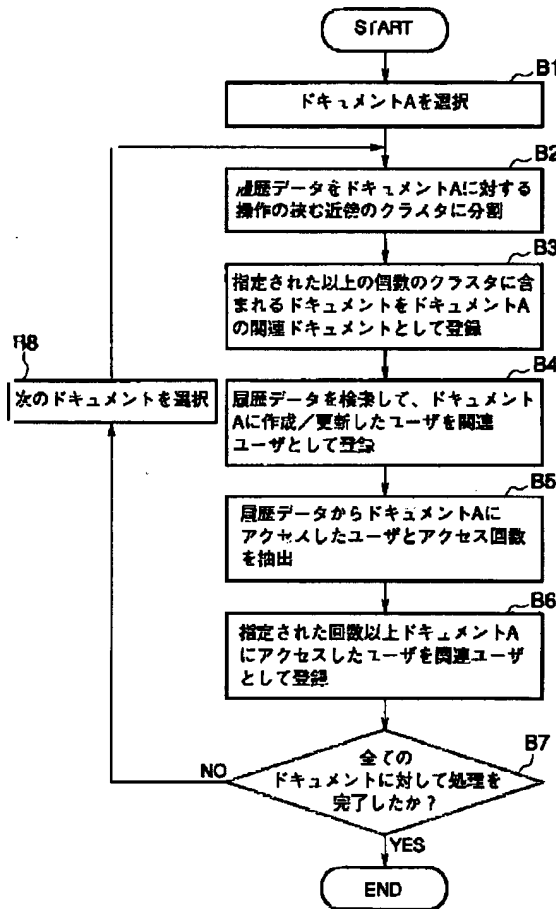 START
B1
ドキュメントAを選択
B2
履歴データをドキュメントAに対する
操作の挟む近傍のクラスタに分割
B3
指定された以上の個数のクラスタに含
まれるドキュメントをドキュメントA
の関連ドキュメントとして登録
B8
次のドキュメントを選択
B4
履歴データを検索して、ドキュメント
Aに作成/更新したユーザを関連
ユーザとして登録
B5
履歴データからドキュメントAに
アクセスしたユーザとアクセス回数
を抽出
B6
指定された回数以上ドキュメントA
にアクセスしたユーザを関連ユーザ
として登録
B7
全ての
ドキュメントに対して処理を
完了したか?
NO
YES
END